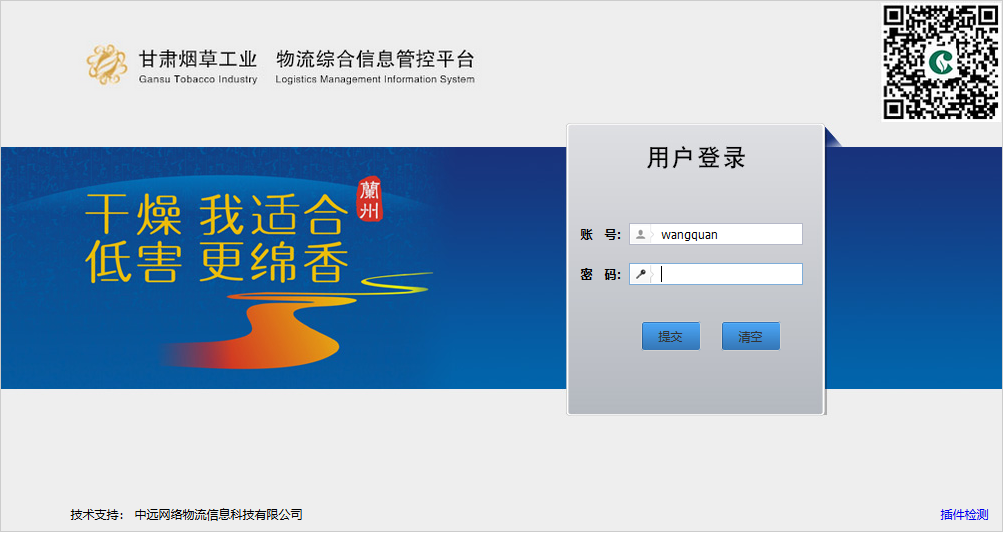 甘肃烟草工业 物流综合信息管控平台
Gansu Tobacco Industry Logistics Management Information System
用户登录
干燥 我适合
蘭州
低害 更绵香
账 号: wangquan
密 码:
提交 清空
技术支持: 中远网络物流信息科技有限公司
插件检测